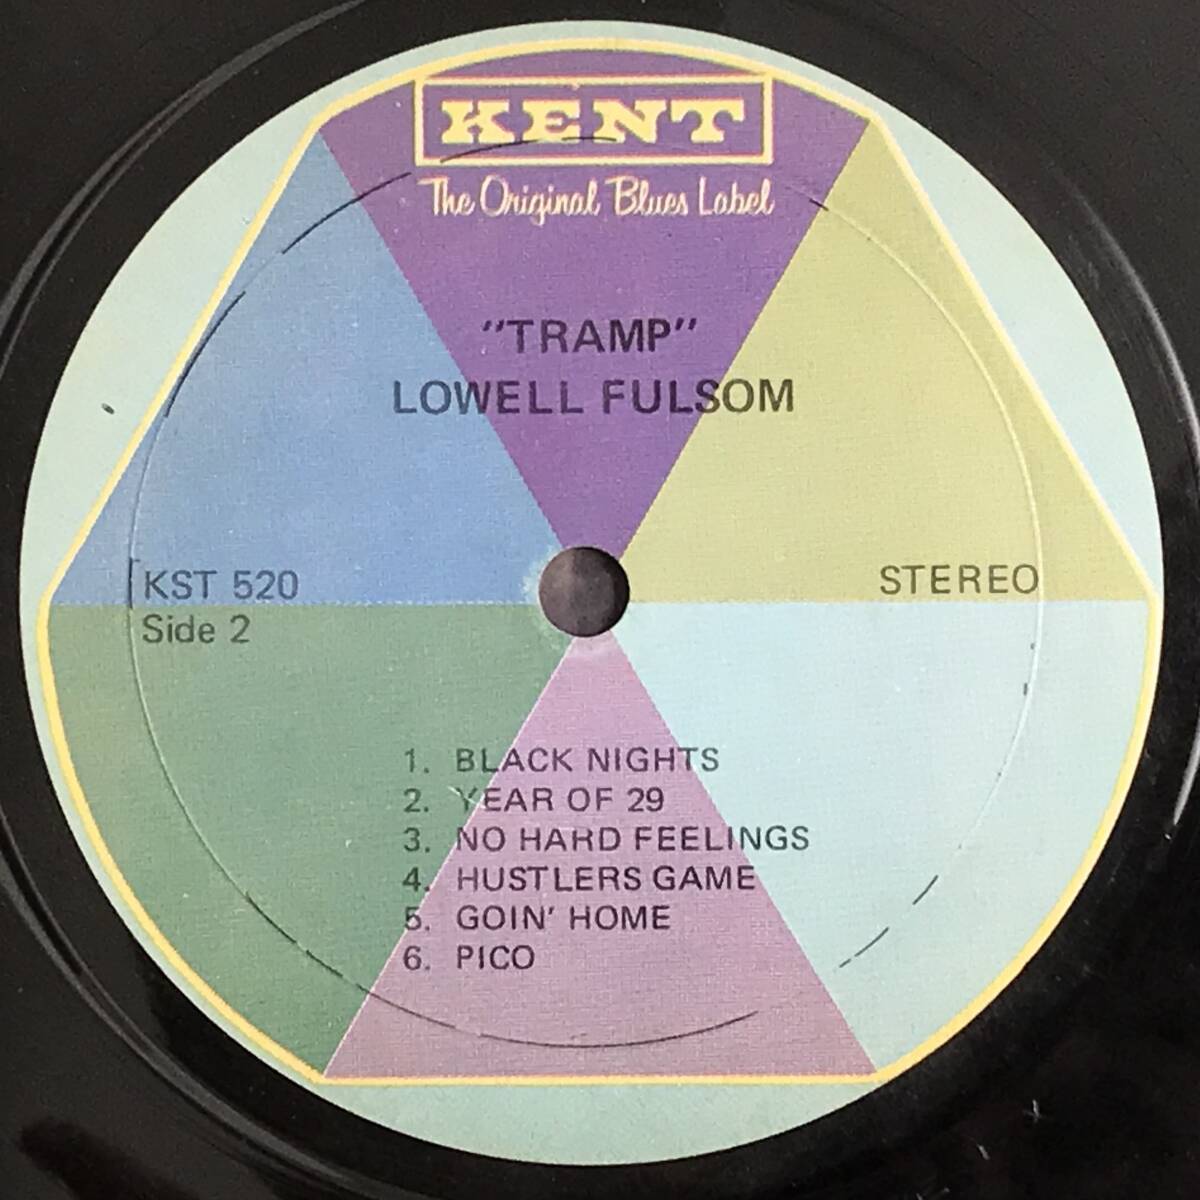 KENT
The Original Blues Label
"TRAMP"
LOWELL FULSOM
KST 520
Side 2
STEREO
1. BLACK NIGHTS
2. YEAR OF 29
3. NO HARD FEELINGS
4. HUSTLERS GAME
5. GOIN' HOME
6. PICO